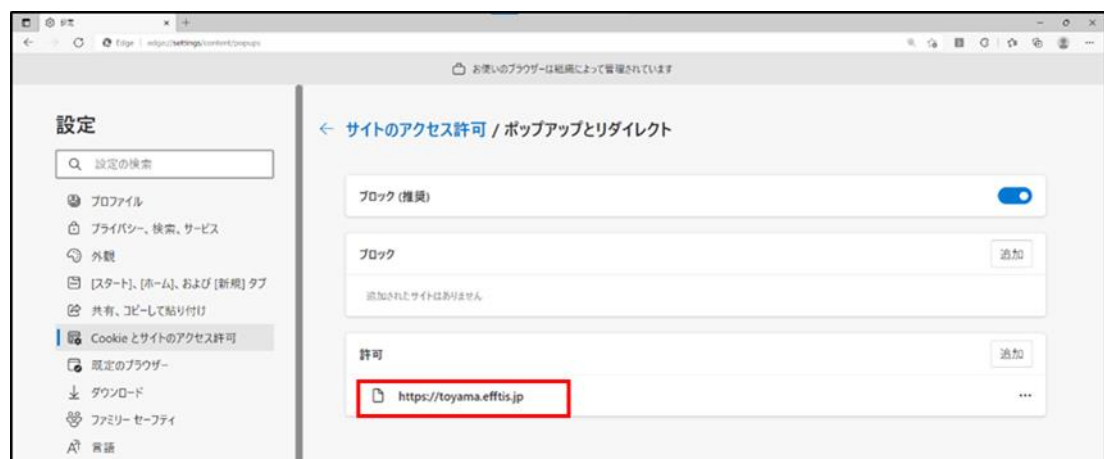 設定
Edge | edge://settings/content/popups
お使いのブラウザーは組織によって管理されています
設定
設定の検索
プロファイル
プライバシー、検索、サービス
外観
[スタート]、[ホーム]、および [新規] タブ
共有、コピーして貼り付け
Cookie とサイトのアクセス許可
既定のブラウザー
ダウンロード
ファミリー セーフティ
言語
サイトのアクセス許可 / ポップアップとリダイレクト
ブロック (推奨)
ブロック
追加
追加されたサイトはありません
許可
追加
https://toyama.efftis.jp